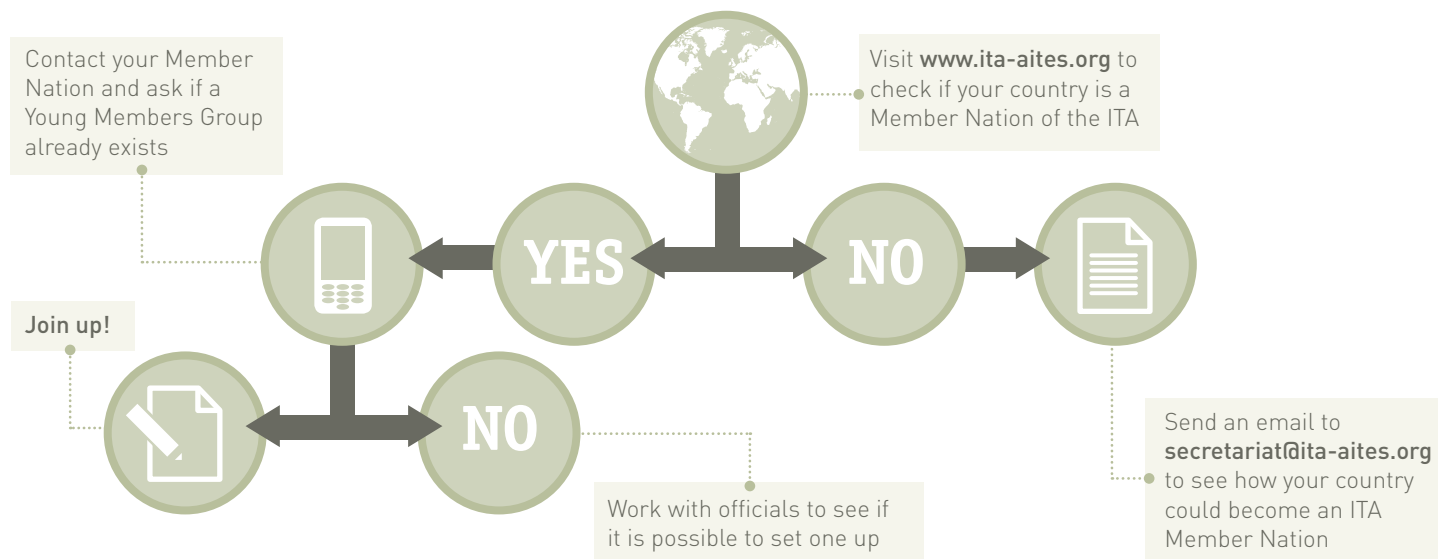 Visit www.ita-aites.org to
check if your country is a
Member Nation of the ITA
Contact your Member
Nation and ask if a
Young Members Group
already exists
YES
NO
Join up!
NO
Work with officials to see if
it is possible to set one up
Send an email to
secretariat@ita-aites.org
to see how your country
could become an ITA
Member Nation